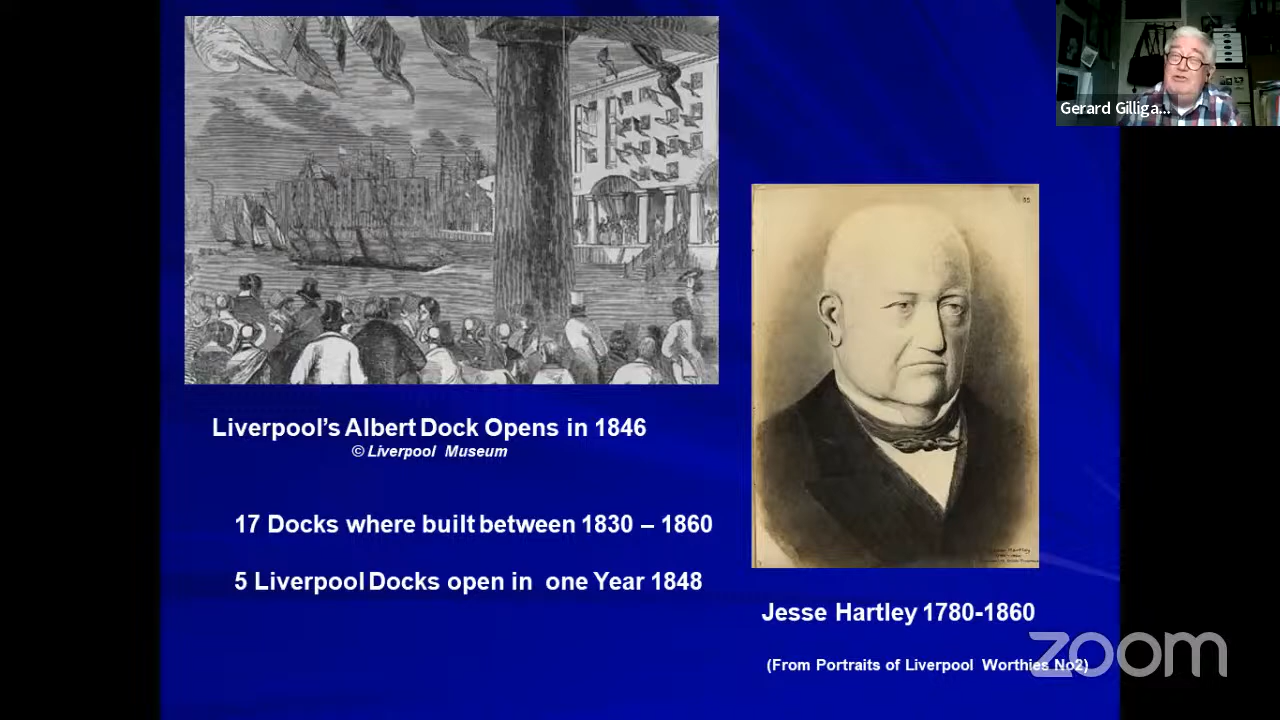 Gerard Gilliga...
Liverpool's Albert Dock Opens in 1846
© Liverpool Museum
17 Docks where built between 1830 – 1860
5 Liverpool Docks open in one Year 1848
Jesse Hartley 1780-1860
(From Portraits of Liverpool Worthies No2)
zoom